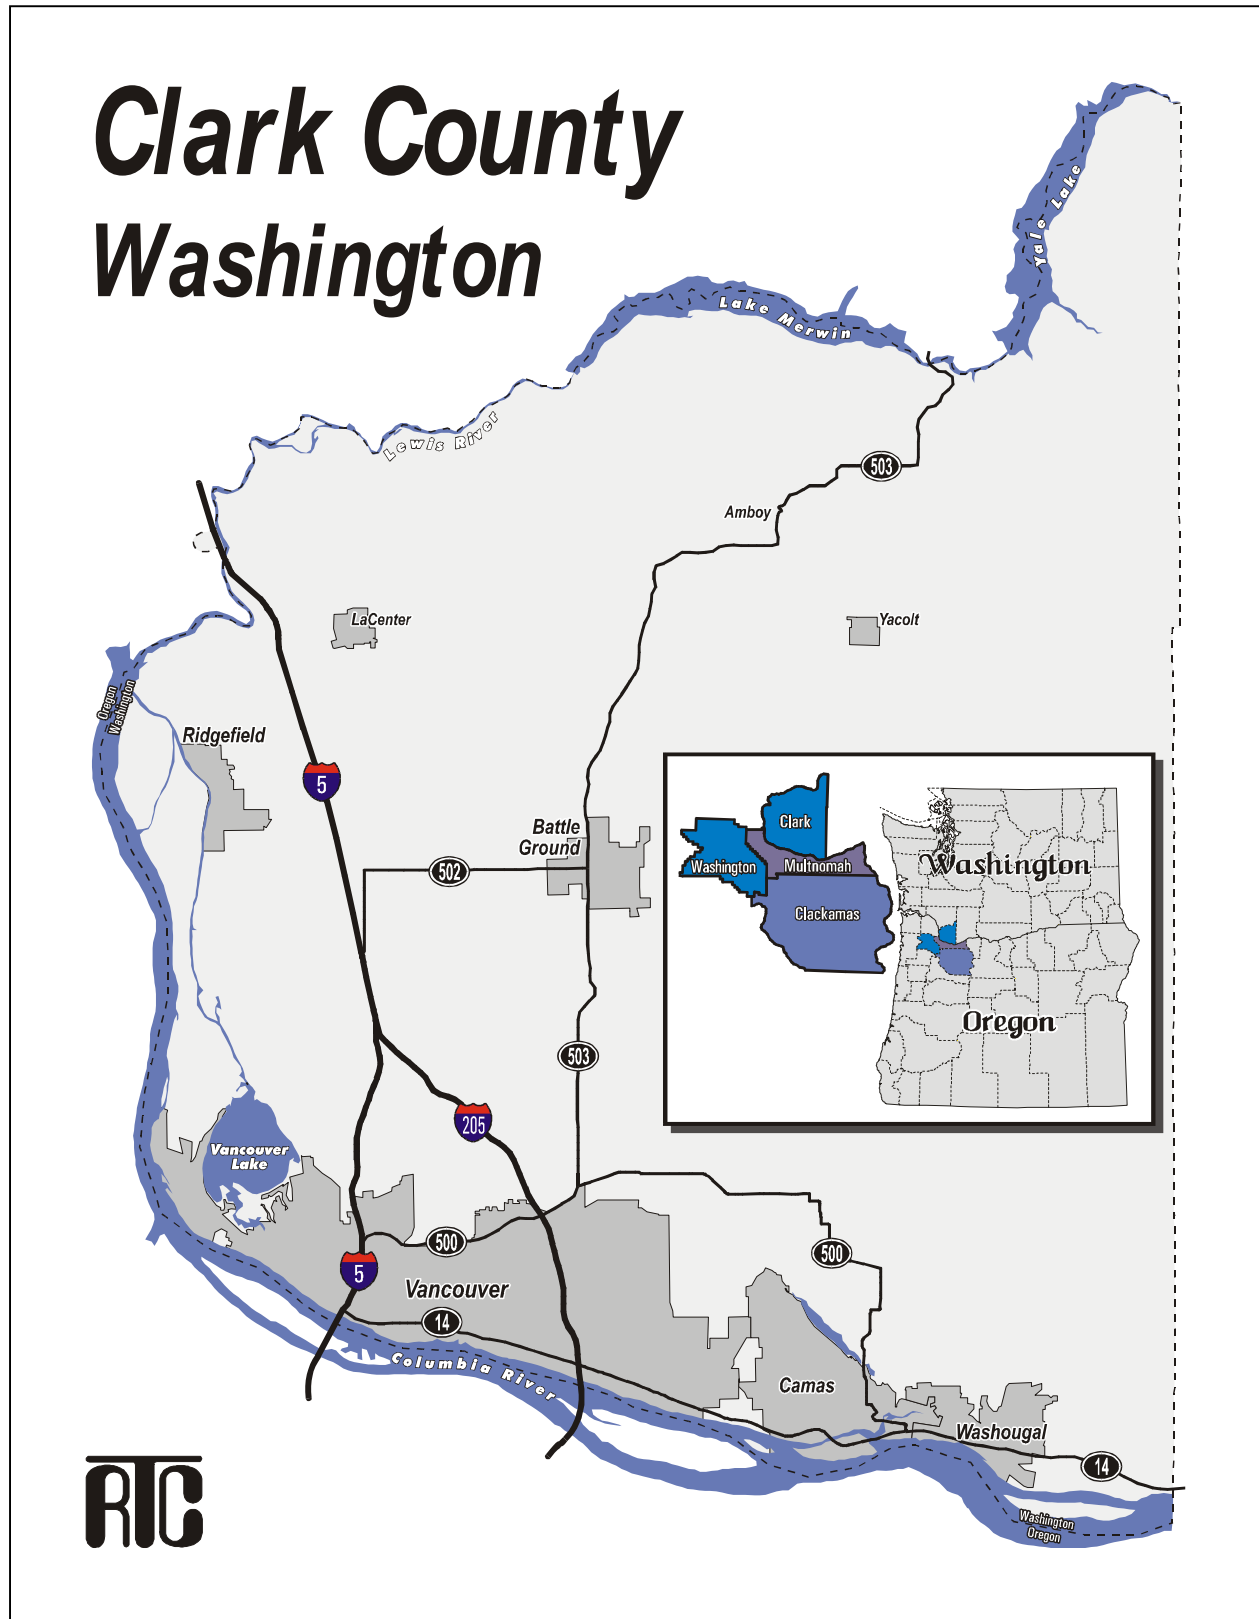 Clark County
Washington
Yale Lake
Lake Merwin
Lewis River
503
Amboy
LaCenter
Yacolt
Oregon
Washington
Ridgefield
5
Battle
Ground
502
Clark
Washington
Multnomah
Clackamas
Washington
Oregon
503
205
Vancouver
Lake
500
500
5
Vancouver
14
Columbia River
Camas
Washougal
14
RTC
Washington
Oregon